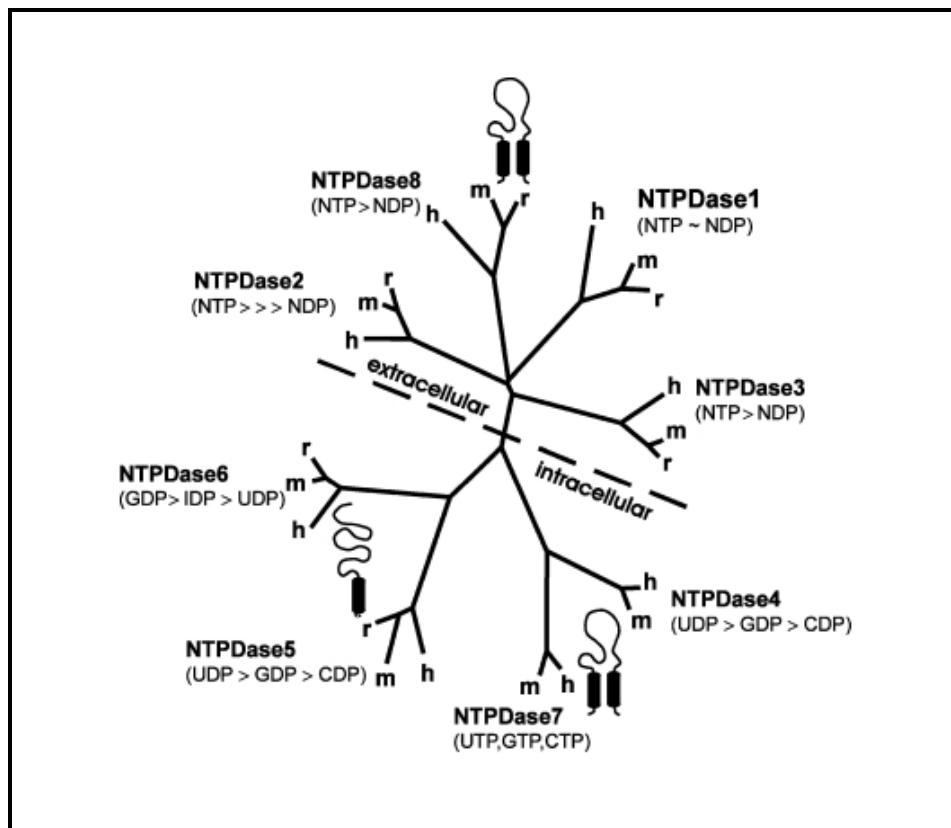 m
r
NTPDase8
(NTP > NDP)
h
NTPDase1
(NTP ~ NDP)
h
m
r
NTPDase2
(NTP > > > NDP)
r
m
h
extracellular
NTPDase3
(NTP > NDP)
h
m
r
intracellular
NTPDase6
(GDP > IDP > UDP)
r
m
h
NTPDase4
(UDP > GDP > CDP)
h
m
NTPDase5
(UDP > GDP > CDP)
r
m
h
m
h
NTPDase7
(UTP,GTP,CTP)